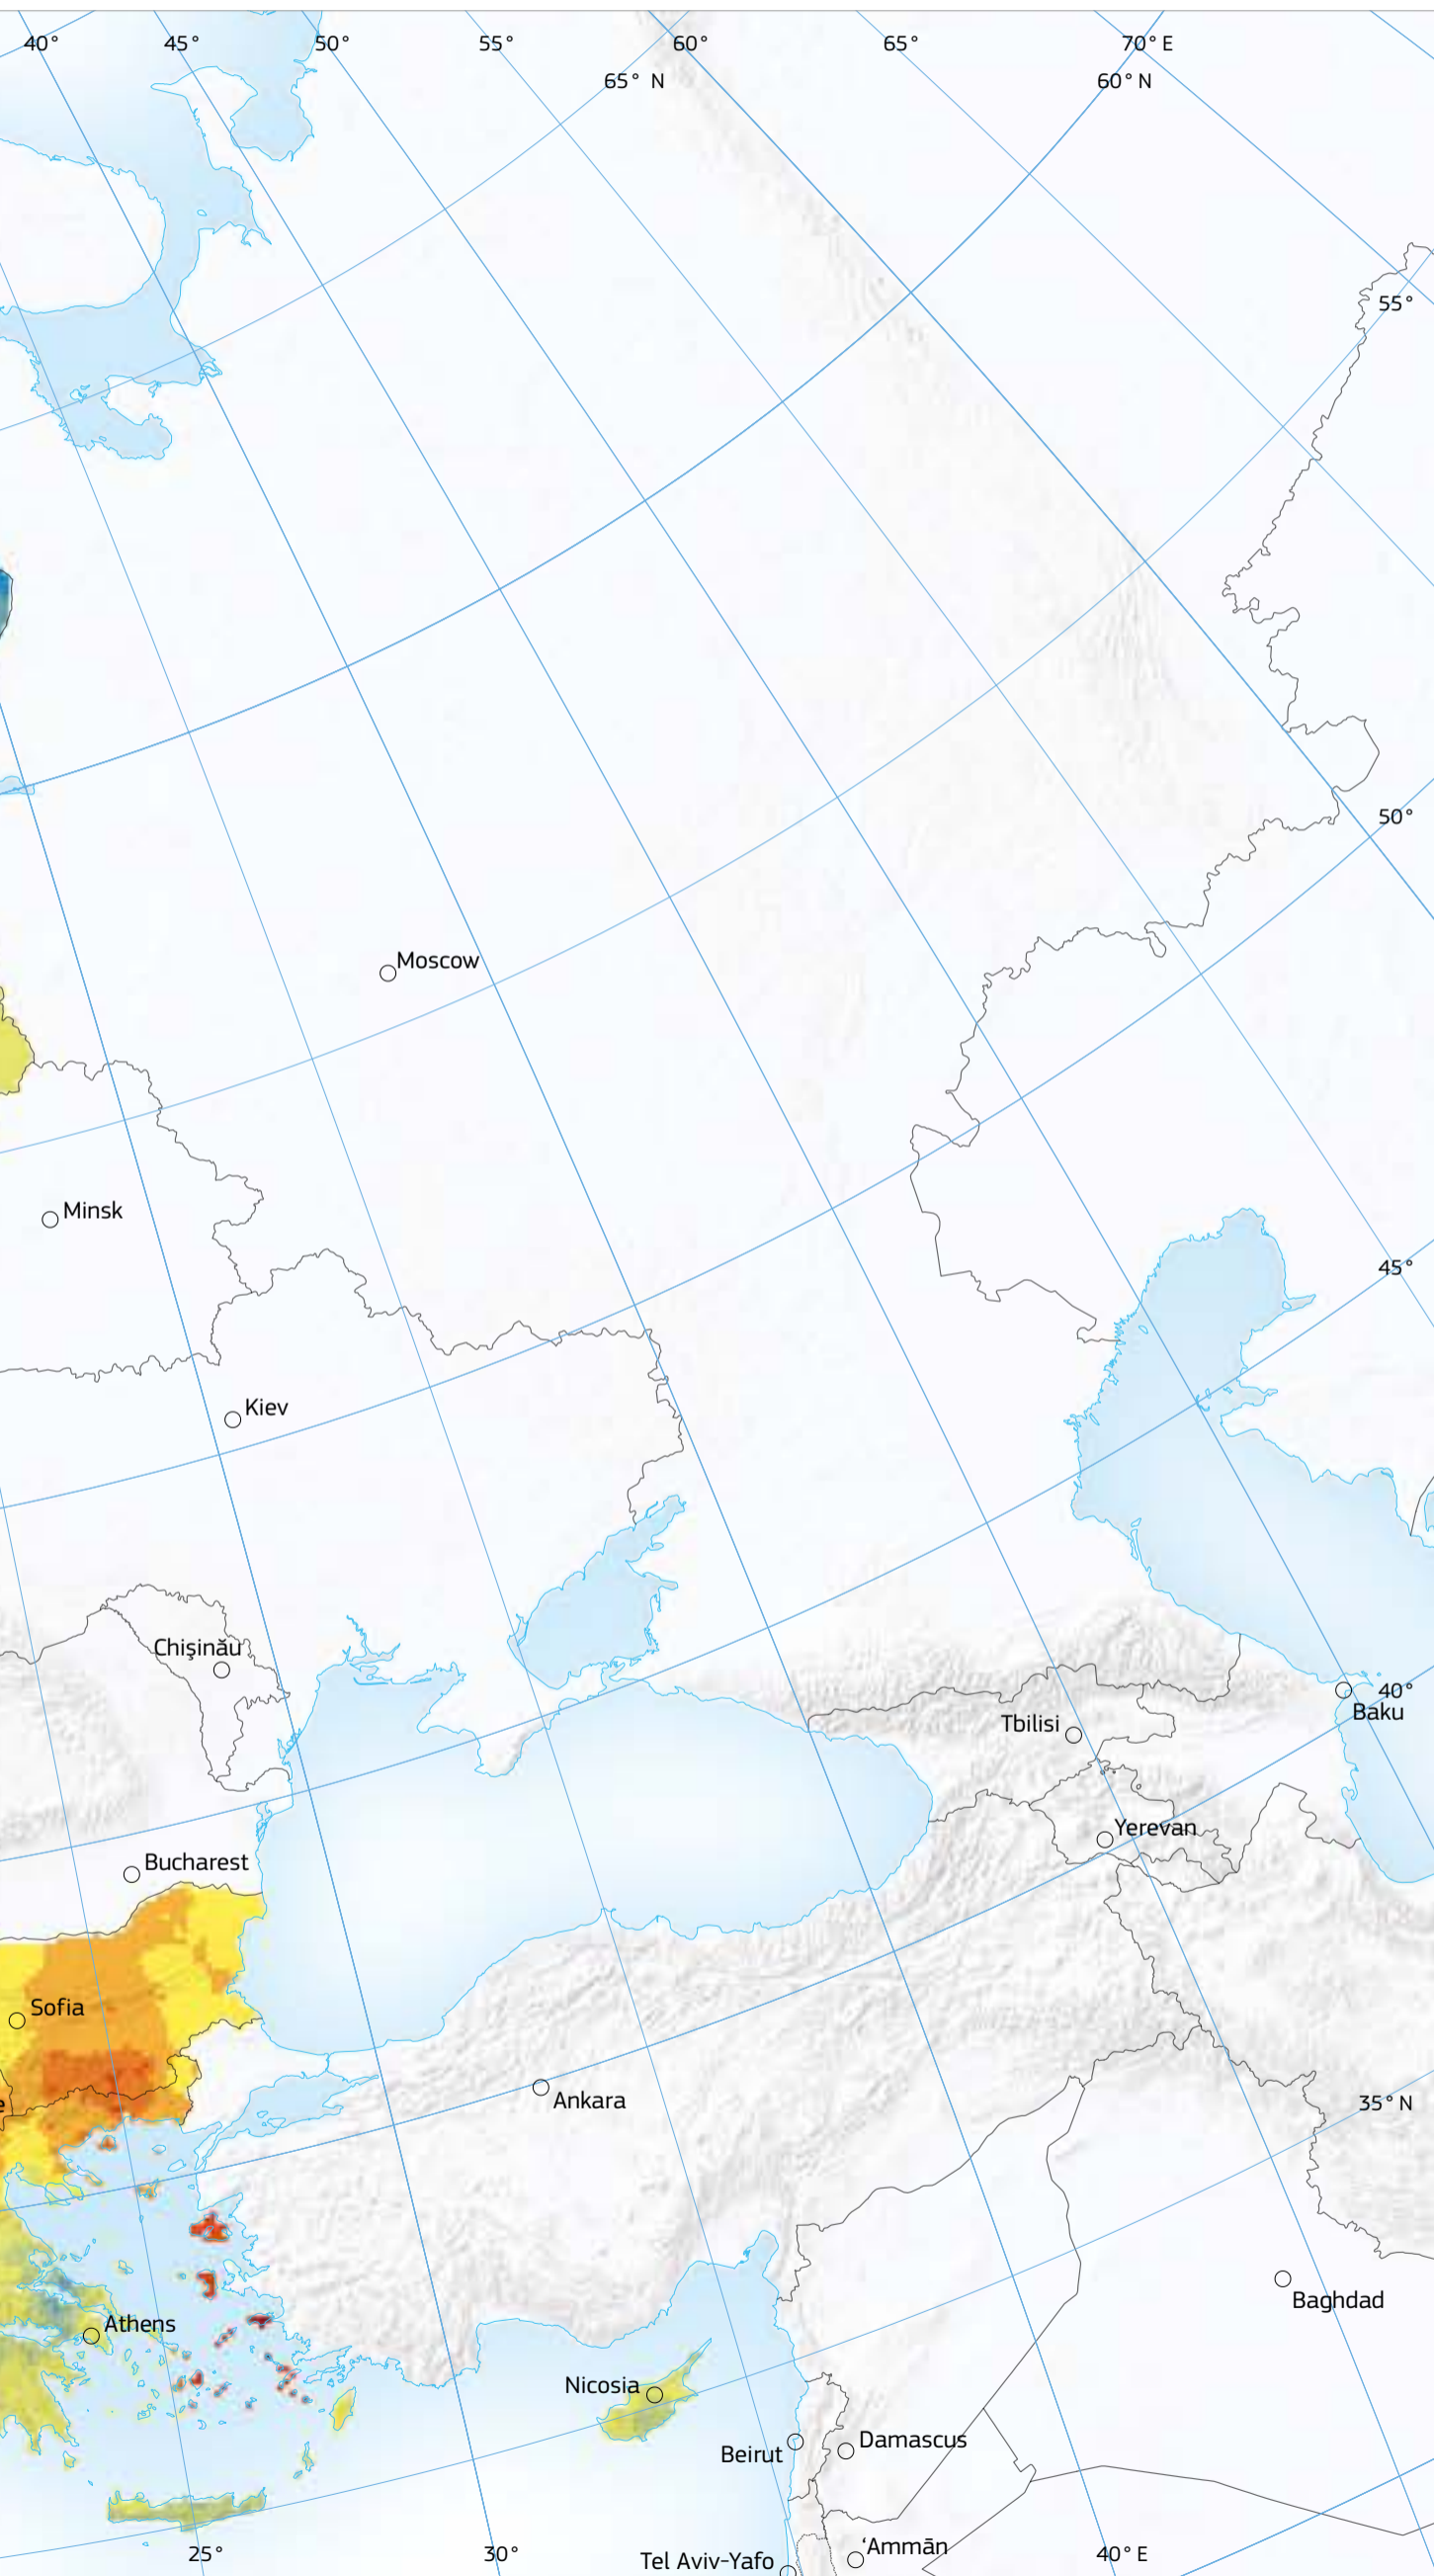 40° 45° 50° 55° 60° 65° 70° E
65° N 60° N
55°
50°
Moscow
Minsk
45°
Kiev
Chişinău
40°
Baku
Tbilisi
Yerevan
Bucharest
Sofia
Ankara
35° N
e
Baghdad
Athens
Nicosia
Damascus
Beirut
25° 30° 40° E
'Ammān
Tel Aviv-Yafo